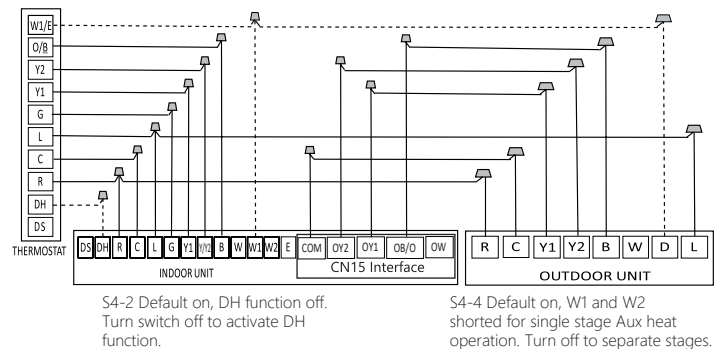 W1/E
O/B
Y2
Y1
G
L
C
R
DH
DS
THERMOSTAT
DS DH R C L G Y1 Y/Y2 B W W1 W2 E COM OY2 OY1 OB/O OW
INDOOR UNIT
CN15 Interface
R C Y1 Y2 B W D L
OUTDOOR UNIT
S4-2 Default on, DH function off.
Turn switch off to activate DH
function.
S4-4 Default on, W1 and W2
shorted for single stage Aux heat
operation. Turn off to separate stages.